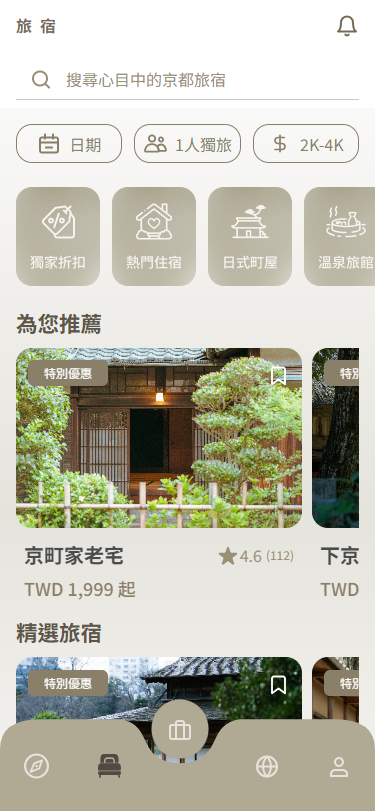 旅 宿
搜尋心目中的京都旅宿
日期
1人獨旅
2K-4K
獨家折扣
熱門住宿
日式町屋
溫泉旅館
為您推薦
特別優惠
特別
京町家老宅
4.6 (112)
下京
TWD 1,999 起
TWD
精選旅宿
特別優惠
特別